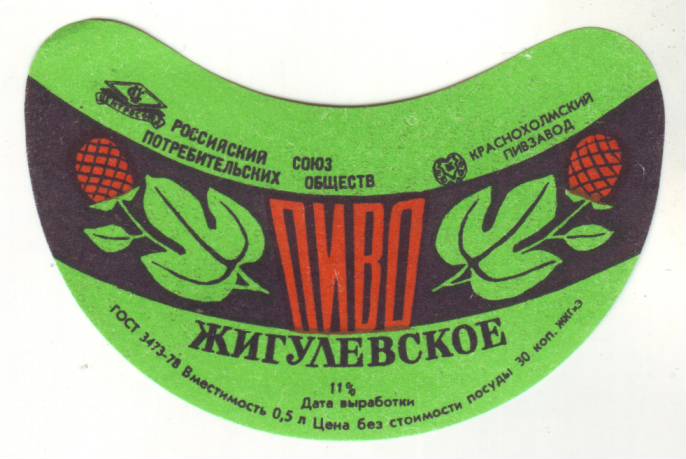 РОССИЙСКИЙ СОЮЗ
ПОТРЕБИТЕЛЬСКИХ ОБЩЕСТВ
КРАСНОХОЛМСКИЙ
ПИВЗАВОД
ПИВО
ЖИГУЛЕВСКОЕ
11%
Дата выработки
ГОСТ 3473-78 Вместимость 0,5 л Цена без стоимости посуды 30 коп.